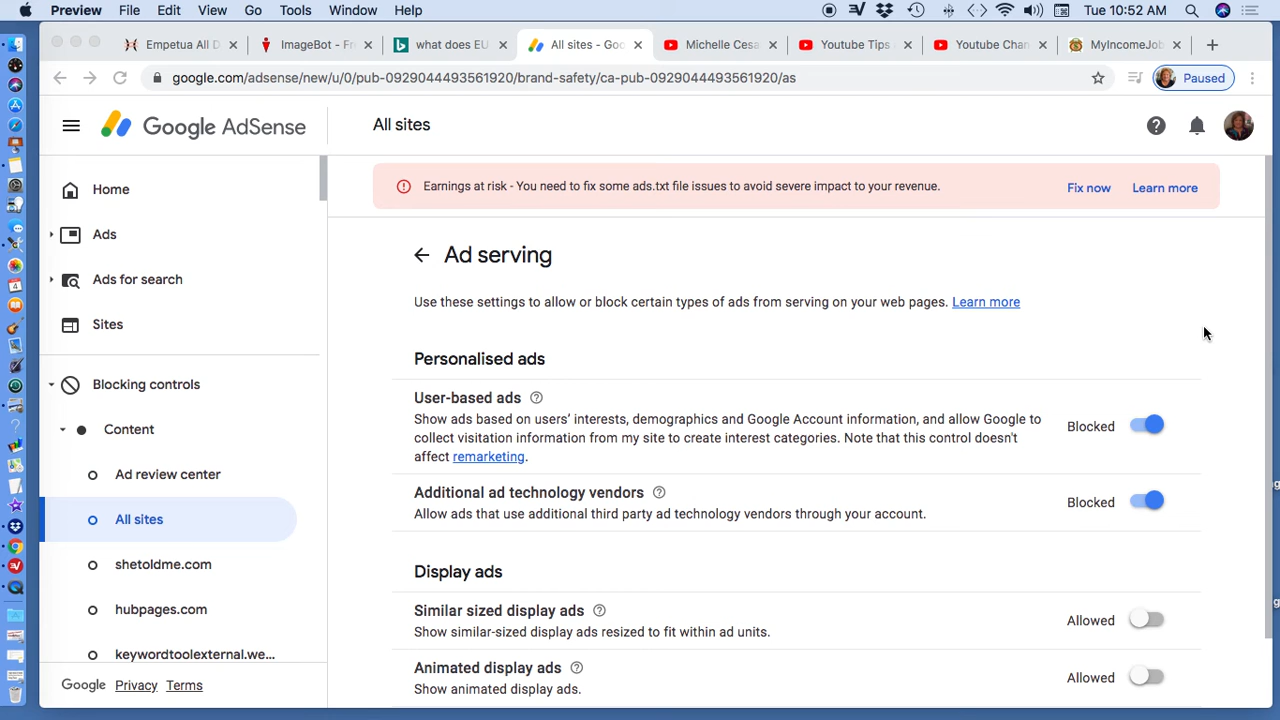 Preview File Edit View Go Tools Window Help Tue 10:52 AM
Empetua All D ImageBot - Fr what does EU All sites - Goo Michelle Cesa Youtube Tips Youtube Chan MyIncomeJob
google.com/adsense/new/u/0/pub-0929044493561920/brand-safety/ca-pub-0929044493561920/as Paused
Google AdSense All sites
Earnings at risk - You need to fix some ads.txt file issues to avoid severe impact to your revenue. Fix now Learn more
Home
Ads
Ads for search
Sites
Blocking controls
Content
Ad review center
All sites
shetoldme.com
hubpages.com
keywordtoolexternal.we...
Google Privacy Terms
Ad serving
Use these settings to allow or block certain types of ads from serving on your web pages. Learn more
Personalised ads
User-based ads
Show ads based on users’ interests, demographics and Google Account information, and allow Google to
collect visitation information from my site to create interest categories. Note that this control doesn't
affect remarketing.
Blocked
Additional ad technology vendors
Allow ads that use additional third party ad technology vendors through your account.
Blocked
Display ads
Similar sized display ads
Show similar-sized display ads resized to fit within ad units.
Allowed
Animated display ads
Show animated display ads.
Allowed